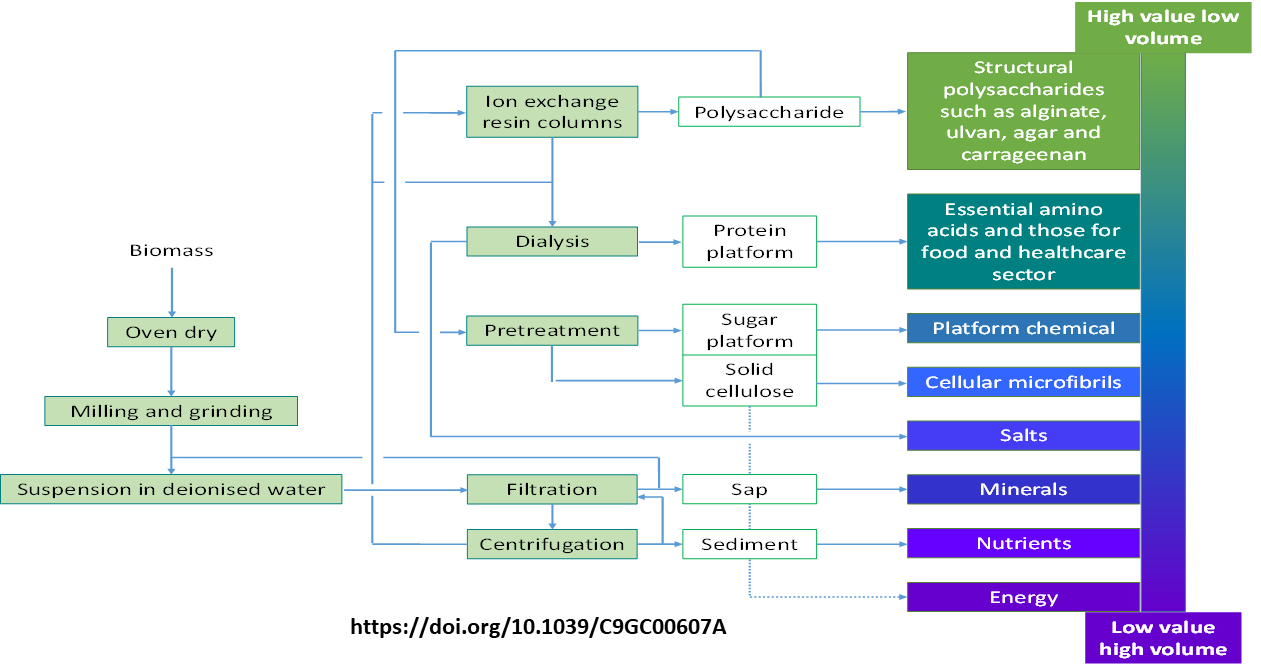 High value low
volume
Structural
polysaccharides
such as alginate,
ulvan, agar and
carrageenan
Ion exchange
resin columns
Polysaccharide
Essential amino
acids and those for
food and healthcare
sector
Dialysis
Protein
platform
Biomass
Oven dry
Pretreatment
Sugar
platform
Platform chemical
Solid
cellulose
Cellular microfibrils
Milling and grinding
Salts
Suspension in deionised water
Filtration
Sap
Minerals
Centrifugation
Sediment
Nutrients
Energy
https://doi.org/10.1039/C9GC00607A
Low value
high volume